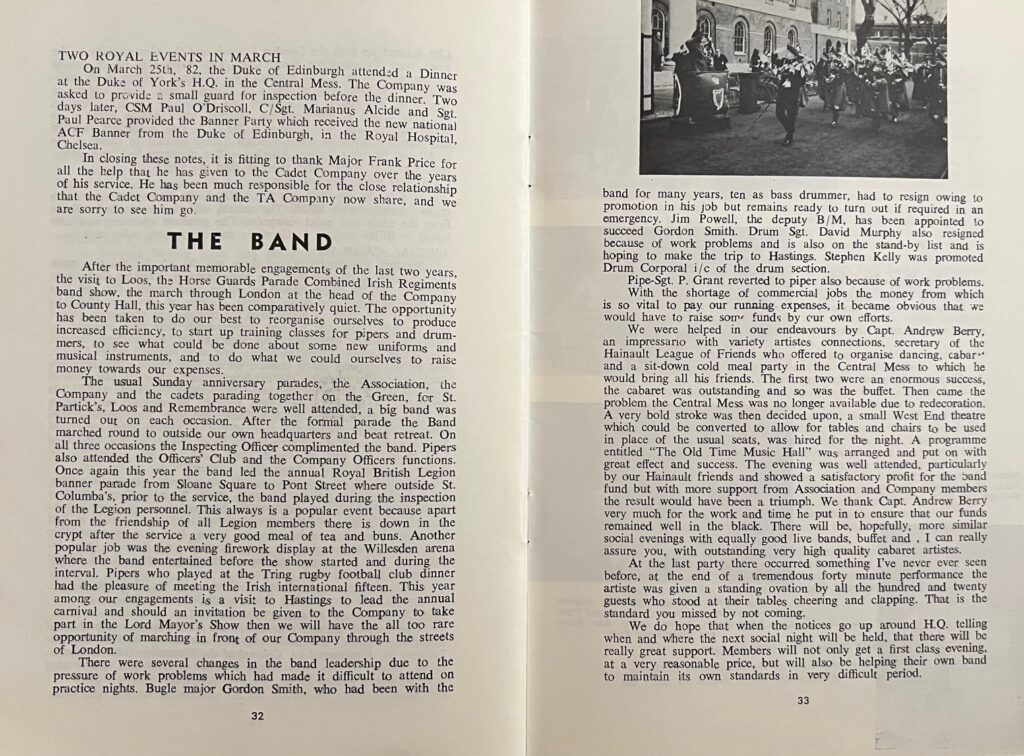 TWO ROYAL EVENTS IN MARCH
On March 25th, '82, the Duke of Edinburgh attended a Dinner
at the Duke of York's H.Q. in the Central Mess. The Company was
asked to provide a small guard for inspection before the dinner. Two
days later, CSM Paul O'Driscoll, C/Sgt. Marianus Alcide and Sgt.
Paul Pearce provided the Banner Party which received the new national
ACF Banner from the Duke of Edinburgh, in the Royal Hospital,
Chelsea.
In closing these notes, it is fitting to thank Major Frank Price for
all the help that he has given to the Cadet Company over the years
of his service. He has been much responsible for the close relationship
that the Cadet Company and the TA Company now share, and we
are sorry to see him go.
THE BAND
After the important memorable engagements of the last two years,
the visit to Loos, the Horse Guards Parade Combined Irish Regiments
band show, the march through London at the head of the Company
to County Hall, this year has been comparatively quiet. The opportunity
has been taken to do our best to reorganise ourselves to produce
increased efficiency, to start up training classes for pipers and drum-
mers, to see what could be done about some new uniforms and
musical instruments, and to do what we could ourselves to raise
money towards our expenses.
The usual Sunday anniversary parades, the Association, the
Company and the cadets parading together on the Green, for St.
Partick's, Loos and Remembrance were well attended, a big band was
turned out on each occasion. After the formal parade the Band
marched round to outside our own headquarters and beat retreat. On
all three occasions the Inspecting Officer complimented the band. Pipers
also attended the Officers' Club and the Company Officers functions.
Once again this year the band led the annual Royal British Legion
banner parade from Sloane Square to Pont Street where outside St.
Columba's, prior to the service, the band played during the inspection
of the Legion personnel. This always is a popular event because apart
from the friendship of all Legion members there is down in the
crypt after the service a very good meal of tea and buns. Another
popular job was the evening firework display at the Willesden arena
where the band entertained before the show started and during the
interval. Pipers who played at the Tring rugby football club dinner
had the pleasure of meeting the Irish international fifteen. This year
among our engagements is a visit to Hastings to lead the annual
carnival and should an invitation be given to the Company to take
part in the Lord Mayor's Show then we will have the all too rare
opportunity of marching in front of our Company through the streets
of London.
There were several changes in the band leadership due to the
pressure of work problems which had made it difficult to attend on
practice nights. Bugle major Gordon Smith, who had been with the
32
band for many years, ten as bass drummer, had to resign owing to
promotion in his job but remains ready to turn out if required in an
emergency. Jim Powell, the deputy B/M, has been appointed to
succeed Gordon Smith. Drum Sgt. David Murphy also resigned
because of work problems and is also on the stand-by list and is
hoping to make the trip to Hastings. Stephen Kelly was promoted
Drum Corporal i/c of the drum section.
Pipe-Sgt. P. Grant reverted to piper also because of work problems.
With the shortage of commercial jobs the money from which
is so vital to pay our running expenses, it became obvious that we
would have to raise some funds by our own efforts.
We were helped in our endeavours by Capt. Andrew Berry,
an impressario with variety artistes connections, secretary of the
Hainault League of Friends who offered to organise dancing, cabaret
and a sit-down cold meal party in the Central Mess to which he
would bring all his friends. The first two were an enormous success,
the cabaret was outstanding and so was the buffet. Then came the
problem the Central Mess was no longer available due to redecoration.
A very bold stroke was then decided upon, a small West End theatre
which could be converted to allow for tables and chairs to be used
in place of the usual seats, was hired for the night. A programme
entitled "The Old Time Music Hall" was arranged and put on with
great effect and success. The evening was well attended, particularly
by our Hainault friends and showed a satisfactory profit for the band
fund but with more support from Association and Company members
the result would have been a triumph. We thank Capt. Andrew Berry
very much for the work and time he put in to ensure that our funds
remained well in the black. There will be, hopefully, more similar
social evenings with equally good live bands, buffet and , I can really
assure you, with outstanding very high quality cabaret artistes.
At the last party there occurred something I've never ever seen
before, at the end of a tremendous forty minute performance the
artiste was given a standing ovation by all the hundred and twenty
guests who stood at their tables cheering and clapping. That is the
standard you missed by not coming.
We do hope that when the notices go up around H.Q. telling
when and where the next social night will be held, that there will be
really great support. Members will not only get a first class evening,
at a very reasonable price, but will also be helping their own band
to maintain its own standards in very difficult period.
33